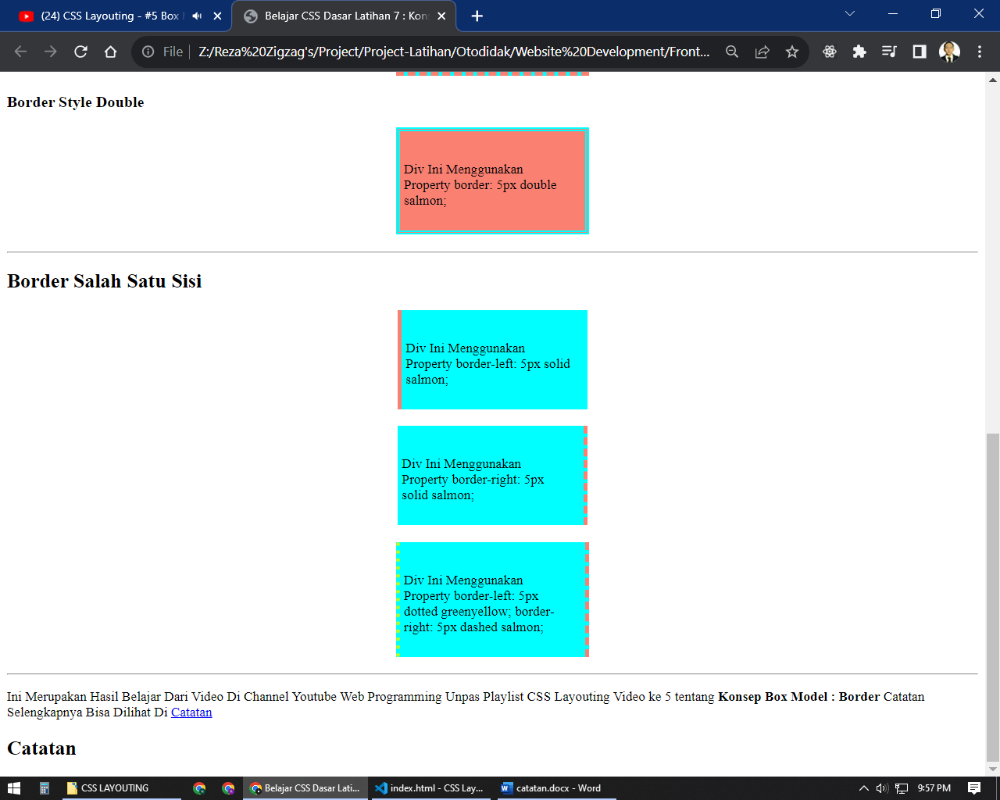 (24) CSS Layouting - #5 Box
Belajar CSS Dasar Latihan 7 : Kon
File
Z:/Reza%20Zigzag's/Project/Project-Latihan/Otodidak/Website%20Development/Front...
Border Style Double
Div Ini Menggunakan
Property border: 5px double
salmon;
Border Salah Satu Sisi
Div Ini Menggunakan
Property border-left: 5px solid
salmon;
Div Ini Menggunakan
Property border-right: 5px
solid salmon;
Div Ini Menggunakan
Property border-left: 5px
dotted greenyellow; border-
right: 5px dashed salmon;
Ini Merupakan Hasil Belajar Dari Video Di Channel Youtube Web Programming Unpas Playlist CSS Layouting Video ke 5 tentang Konsep Box Model : Border Catatan
Selengkapnya Bisa Dilihat Di Catatan
Catatan
CSS LAYOUTING
Belajar CSS Dasar Lati...
index.html - CSS Lay...
catatan.docx - Word
9:57 PM